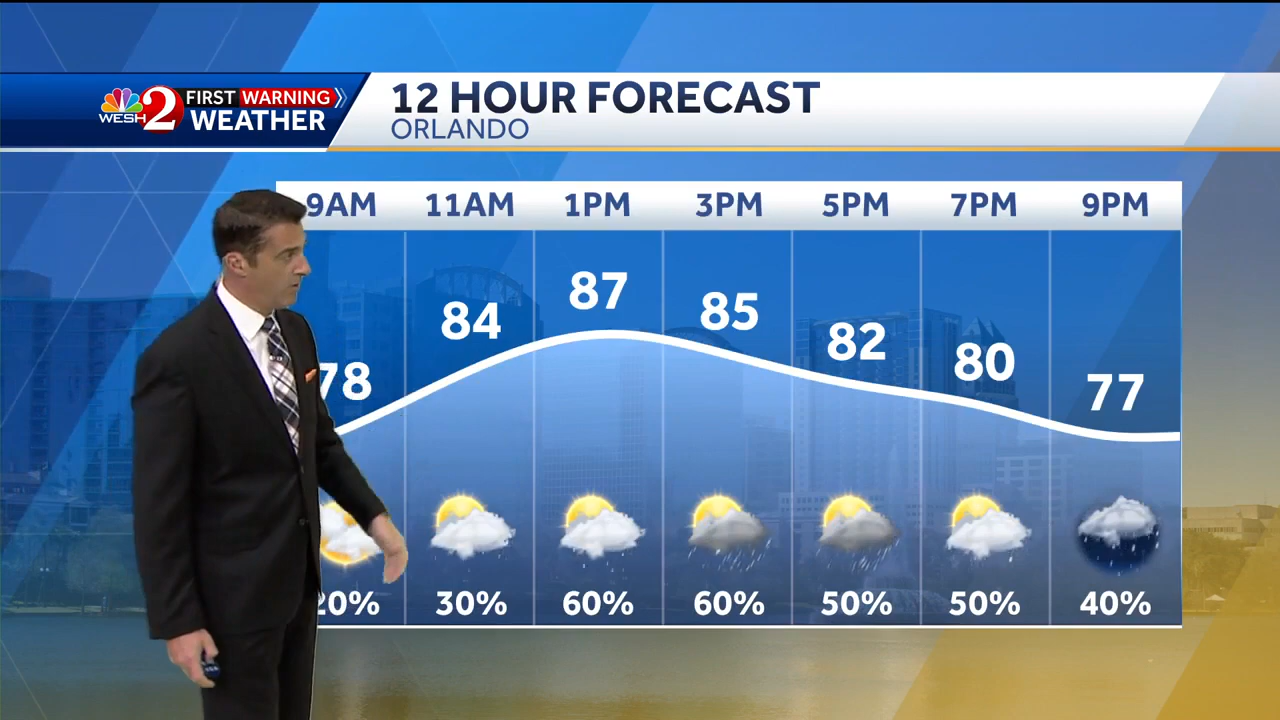 WESH 2 FIRST WARNING
WEATHER
12 HOUR FORECAST
ORLANDO
9AM 11AM 1PM 3PM 5PM 7PM 9PM
78 84 87 85 82 80 77
20% 30% 60% 60% 50% 50% 40%